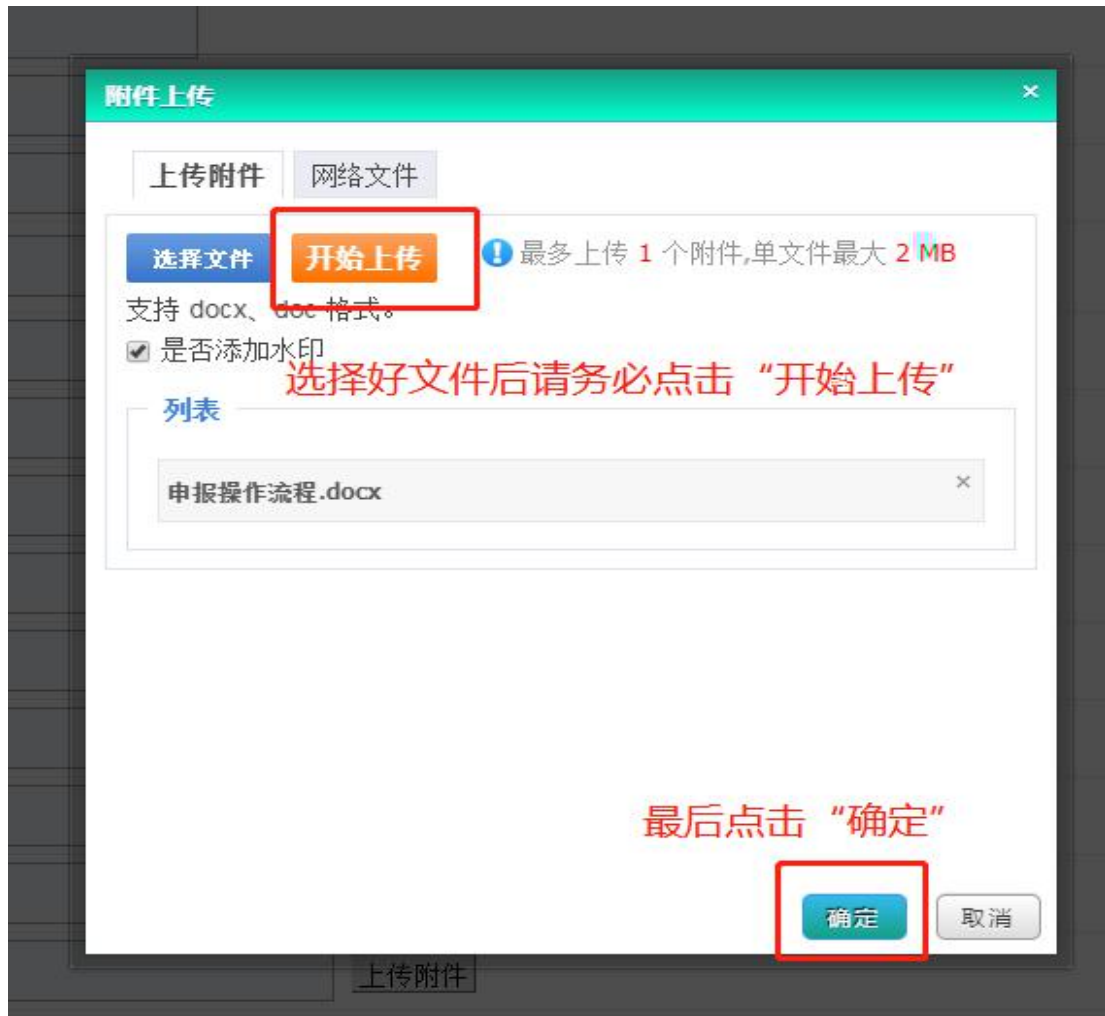 附件上传
×
上传附件 网络文件
选择文件 开始上传 最多上传 1 个附件,单文件最大 2 MB
支持 docx、doc 格式。
是否添加水印
选择好文件后请务必点击“开始上传”
列表
申报操作流程.docx ×
最后点击“确定”
确定 取消
上传附件